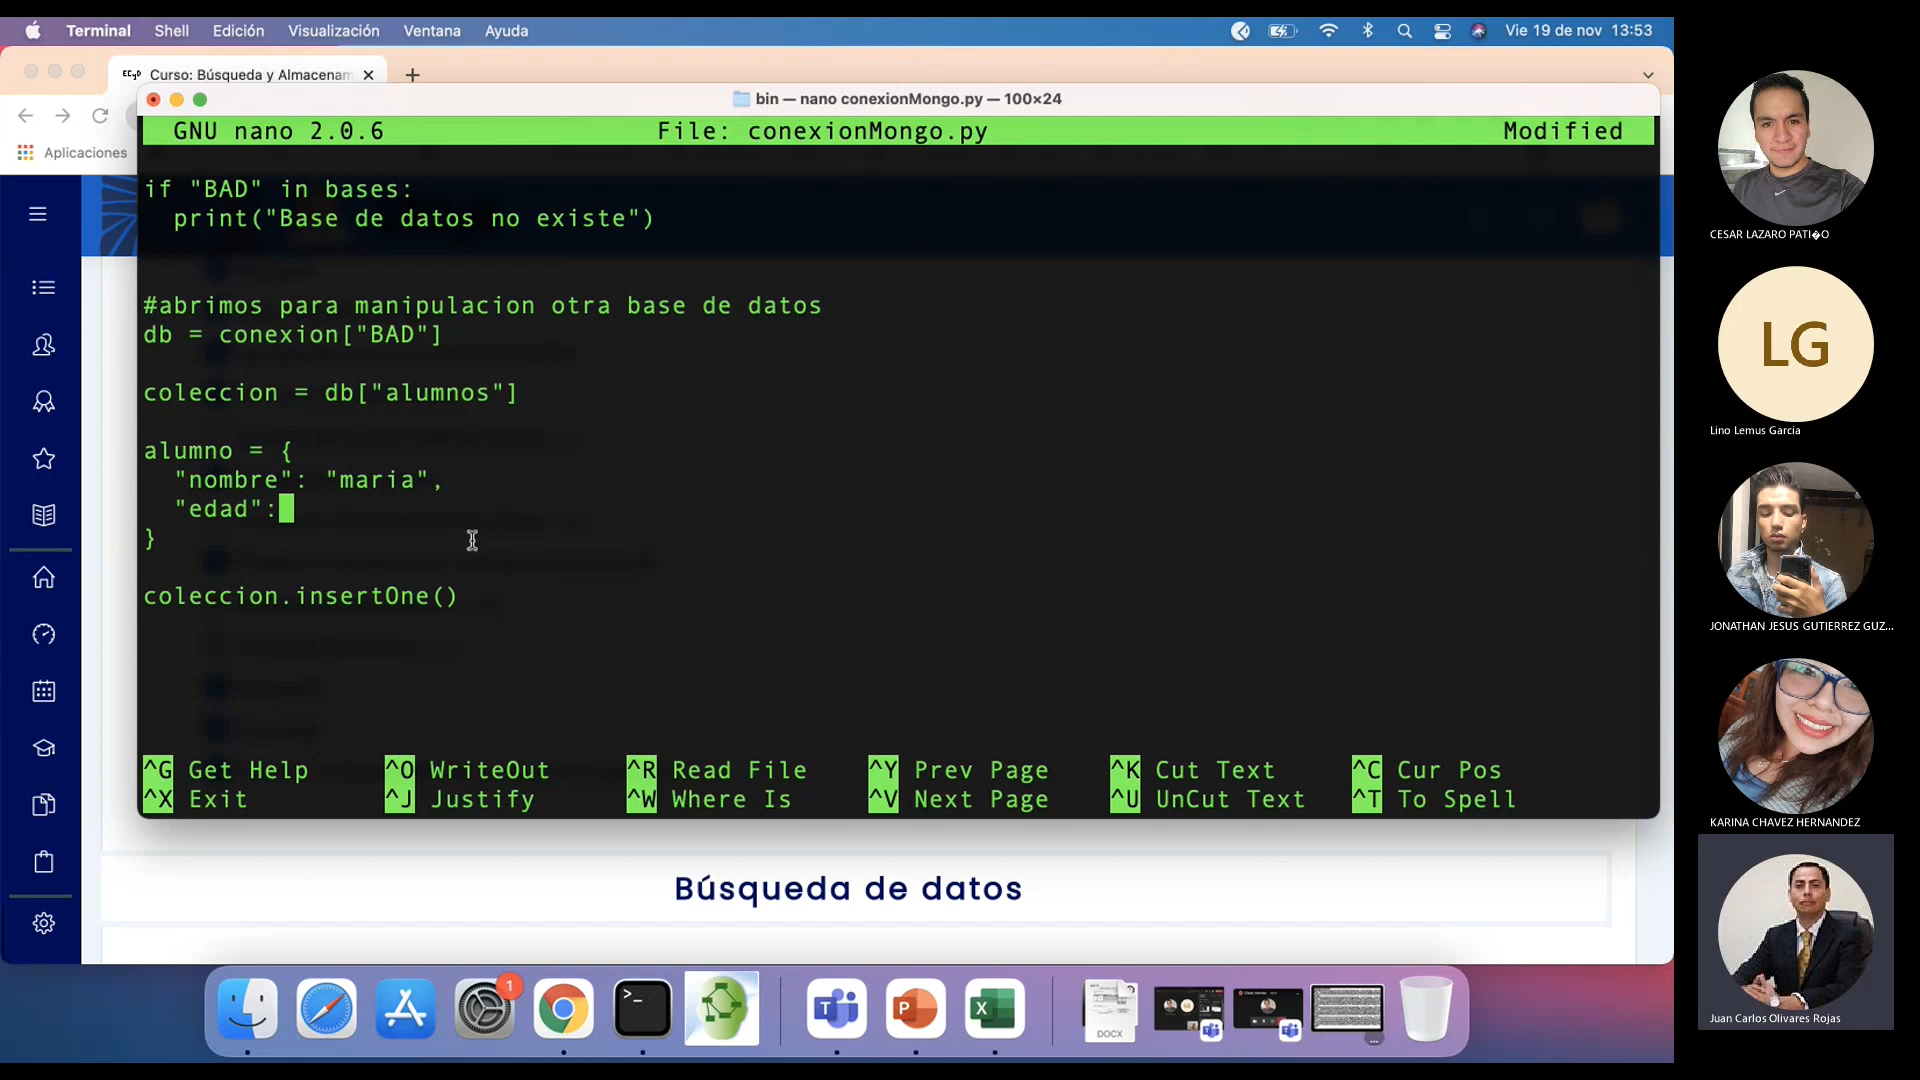 Terminal Shell Edición Visualización Ventana Ayuda Vie 19 de nov 13:53
ECyD Curso: Búsqueda y Almacenam
Aplicaciones
bin — nano conexionMongo.py — 100×24
GNU nano 2.0.6 File: conexionMongo.py Modified
if "BAD" in bases:
print("Base de datos no existe")
#abrimos para manipulacion otra base de datos
db = conexion["BAD"]
coleccion = db["alumnos"]
alumno = {
"nombre": "maria",
"edad":
}
coleccion.insertOne()
^G Get Help ^O WriteOut ^R Read File ^Y Prev Page ^K Cut Text ^C Cur Pos
^X Exit ^J Justify ^W Where Is ^V Next Page ^U UnCut Text ^T To Spell
Búsqueda de datos
1
DOCX
CESAR LAZARO PATI�O
LG
Lino Lemus Garcia
JONATHAN JESUS GUTIERREZ GUZ...
KARINA CHAVEZ HERNANDEZ
Juan Carlos Olivares Rojas